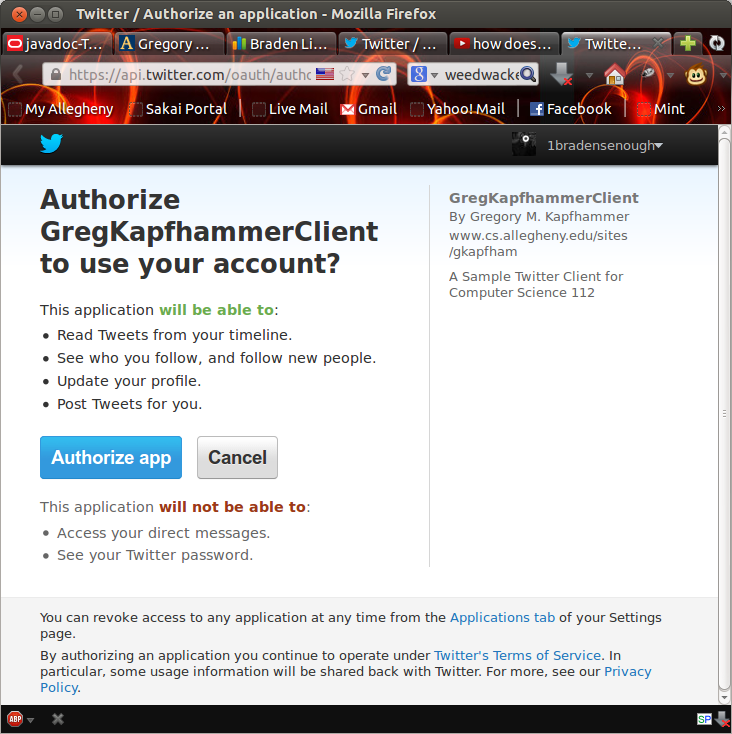 Twitter / Authorize an application - Mozilla Firefox
javadoc-T... Gregory ... Braden Li... Twitter / ... how does... Twitte...
https://api.twitter.com/oauth/autho weedwacke
My Allegheny Sakai Portal Live Mail Gmail Yahoo! Mail Facebook Mint »
1bradensenough
Authorize
GregKapfhammerClient
to use your account?
This application will be able to:
• Read Tweets from your timeline.
• See who you follow, and follow new people.
• Update your profile.
• Post Tweets for you.
Authorize app Cancel
This application will not be able to:
• Access your direct messages.
• See your Twitter password.
GregKapfhammerClient
By Gregory M. Kapfhammer
www.cs.allegheny.edu/sites
/gkapfham
A Sample Twitter Client for
Computer Science 112
You can revoke access to any application at any time from the Applications tab of your Settings
page.
By authorizing an application you continue to operate under Twitter's Terms of Service. In
particular, some usage information will be shared back with Twitter. For more, see our Privacy
Policy.
ABP SP